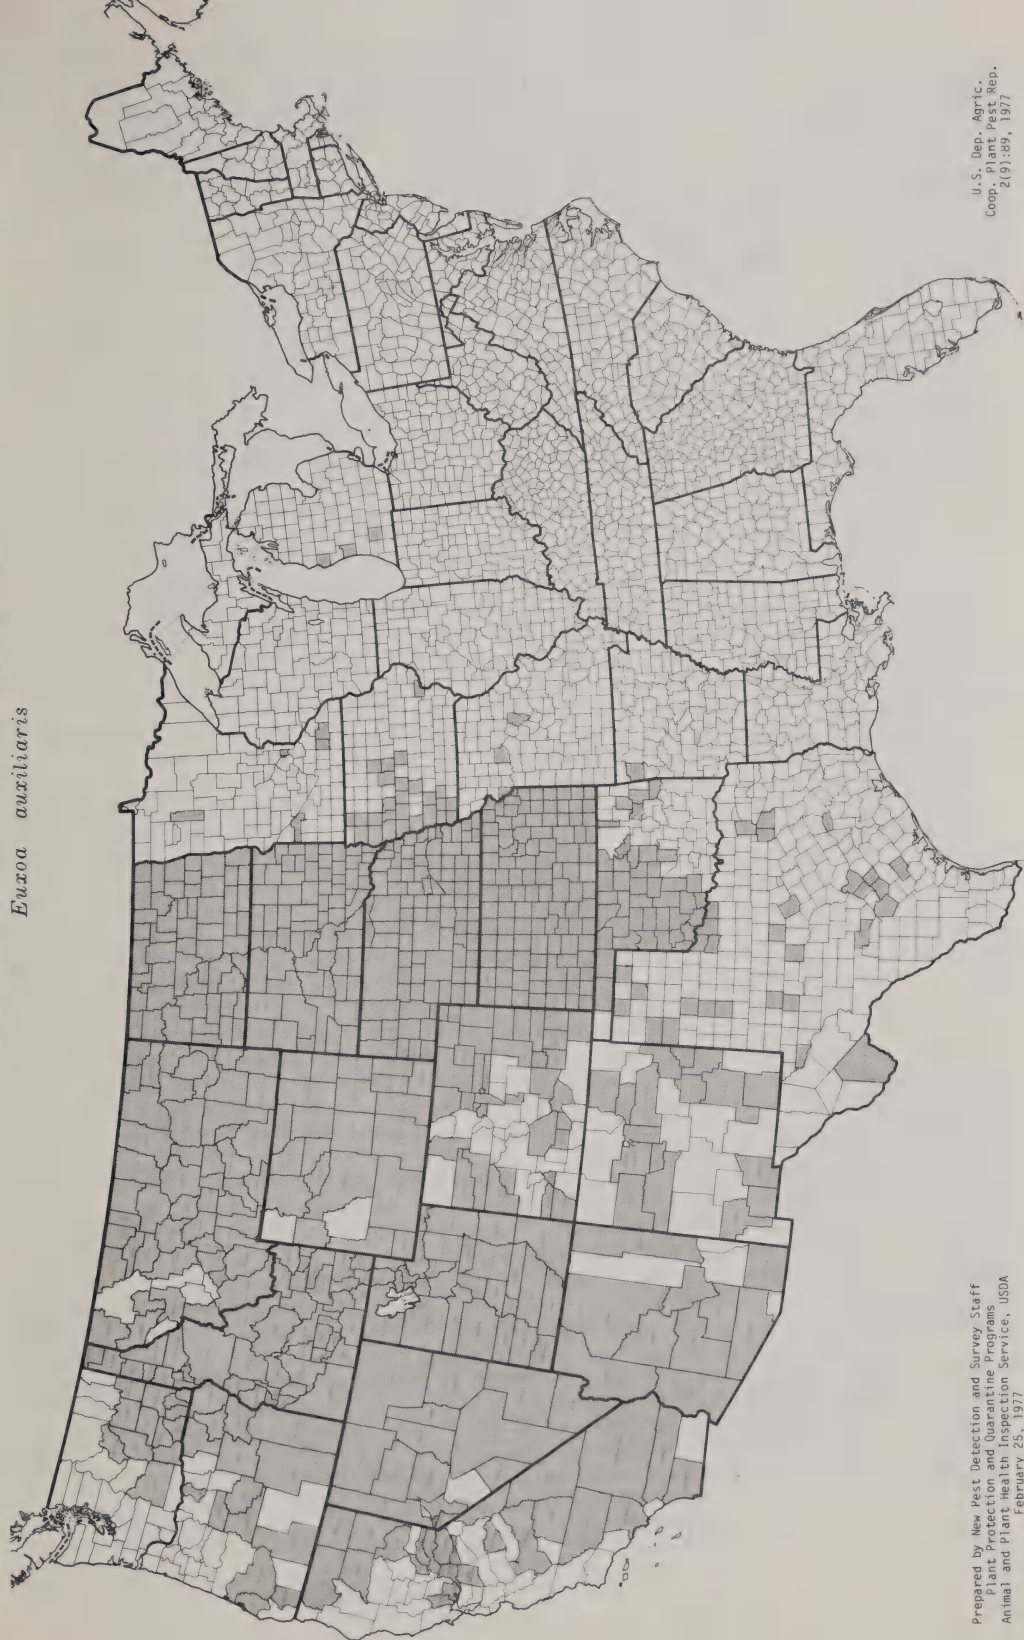 Euxoa auxiliaris
Prepared by New Pest Detection and Survey Staff
Plant Protection and Quarantine Programs
Animal and Plant Health Inspection Service, USDA
February 25, 1977
U.S. Dep. Agric.
Coop. Plant Pest Rep.
2(9):89, 1977